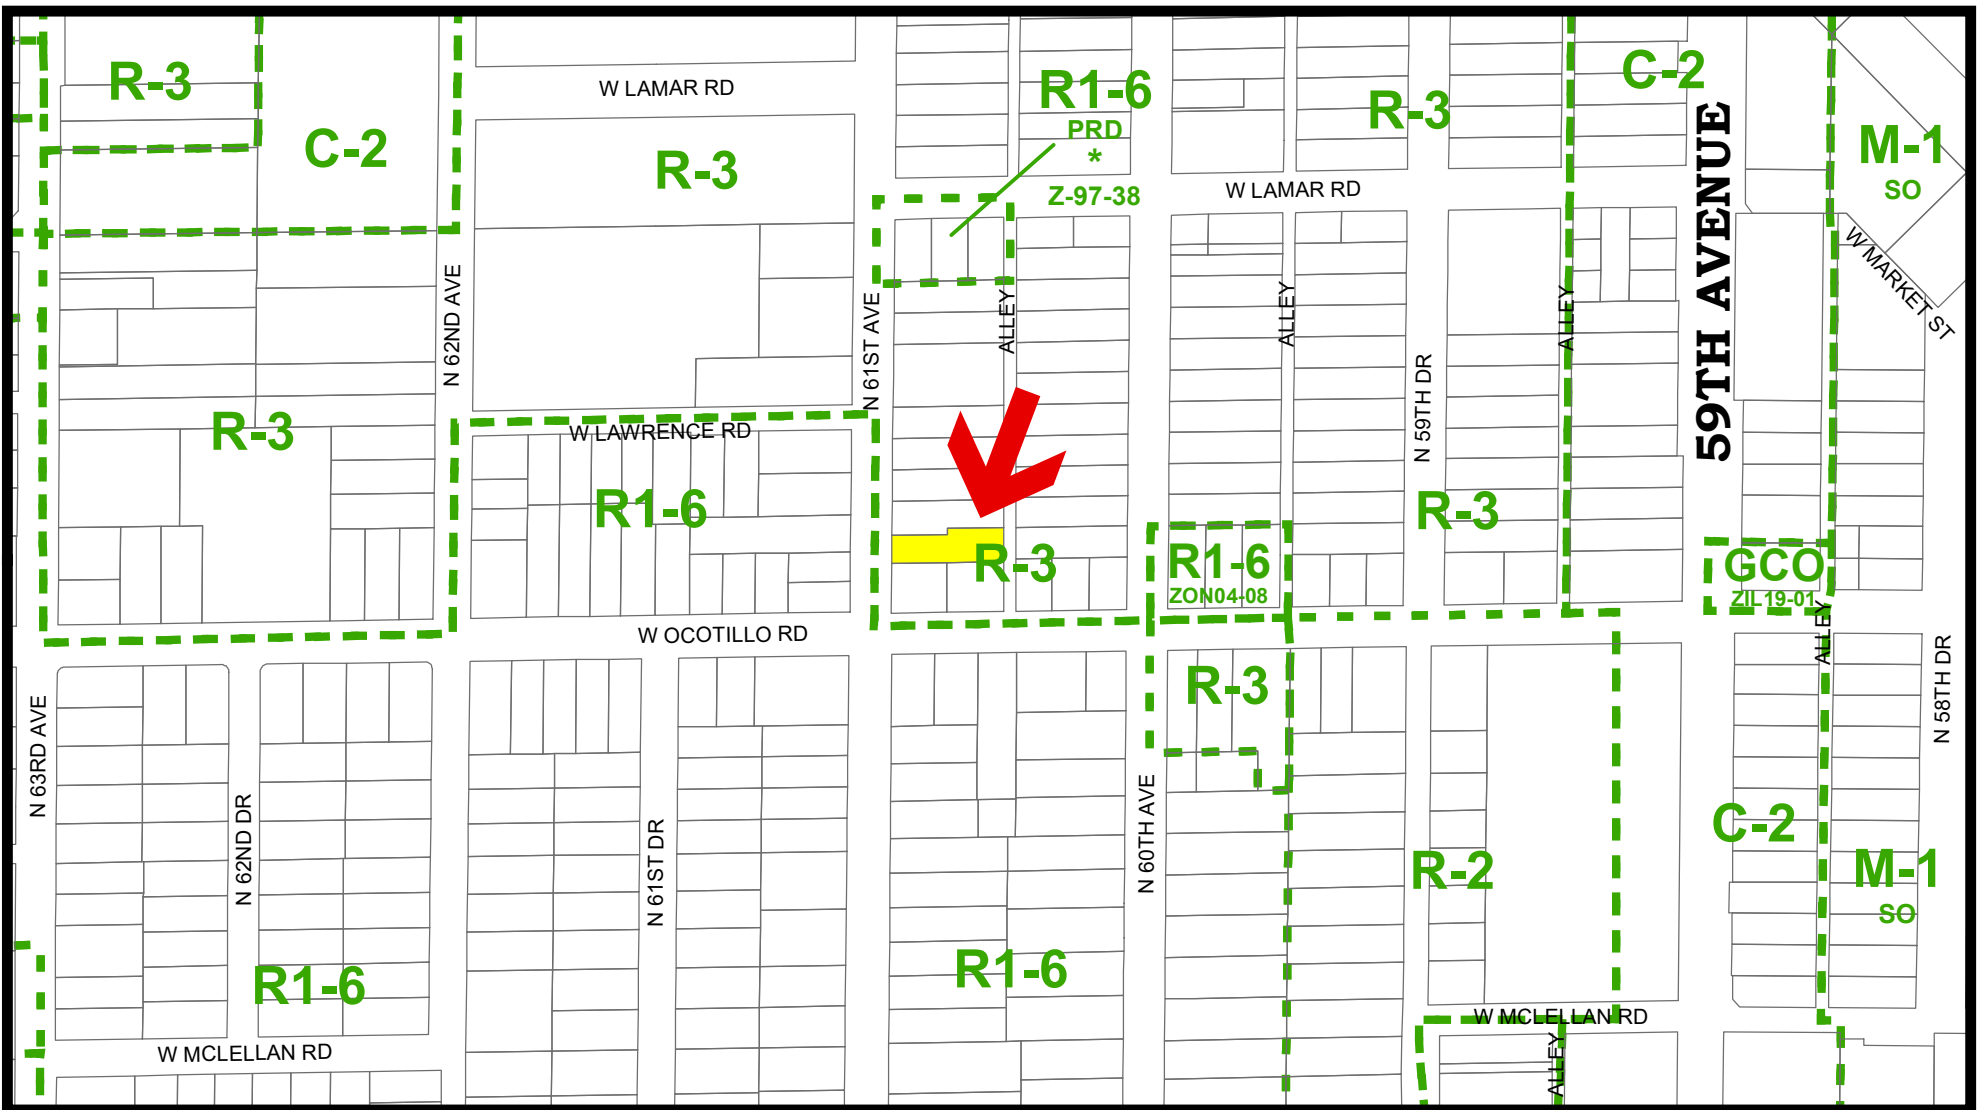 R-3
C-2
W LAMAR RD
R-3
R1-6
PRD
*
Z-97-38
R-3
C-2
59TH AVENUE
M-1
SO
W LAMAR RD
W MARKET ST
N 62ND AVE
N 61ST AVE
ALLEY
ALLEY
ALLEY
N 59TH DR
R-3
W LAWRENCE RD
R1-6
R-3
R1-6
ZON04-08
R-3
GCO
ZIL19-01
ALLEY
W OCOTILLO RD
N 63RD AVE
N 62ND DR
N 61ST DR
N 60TH AVE
R-3
N 58TH DR
C-2
R-2
M-1
SO
R1-6
R1-6
W MCLELLAN RD
W MCLELLAN RD
ALLEY